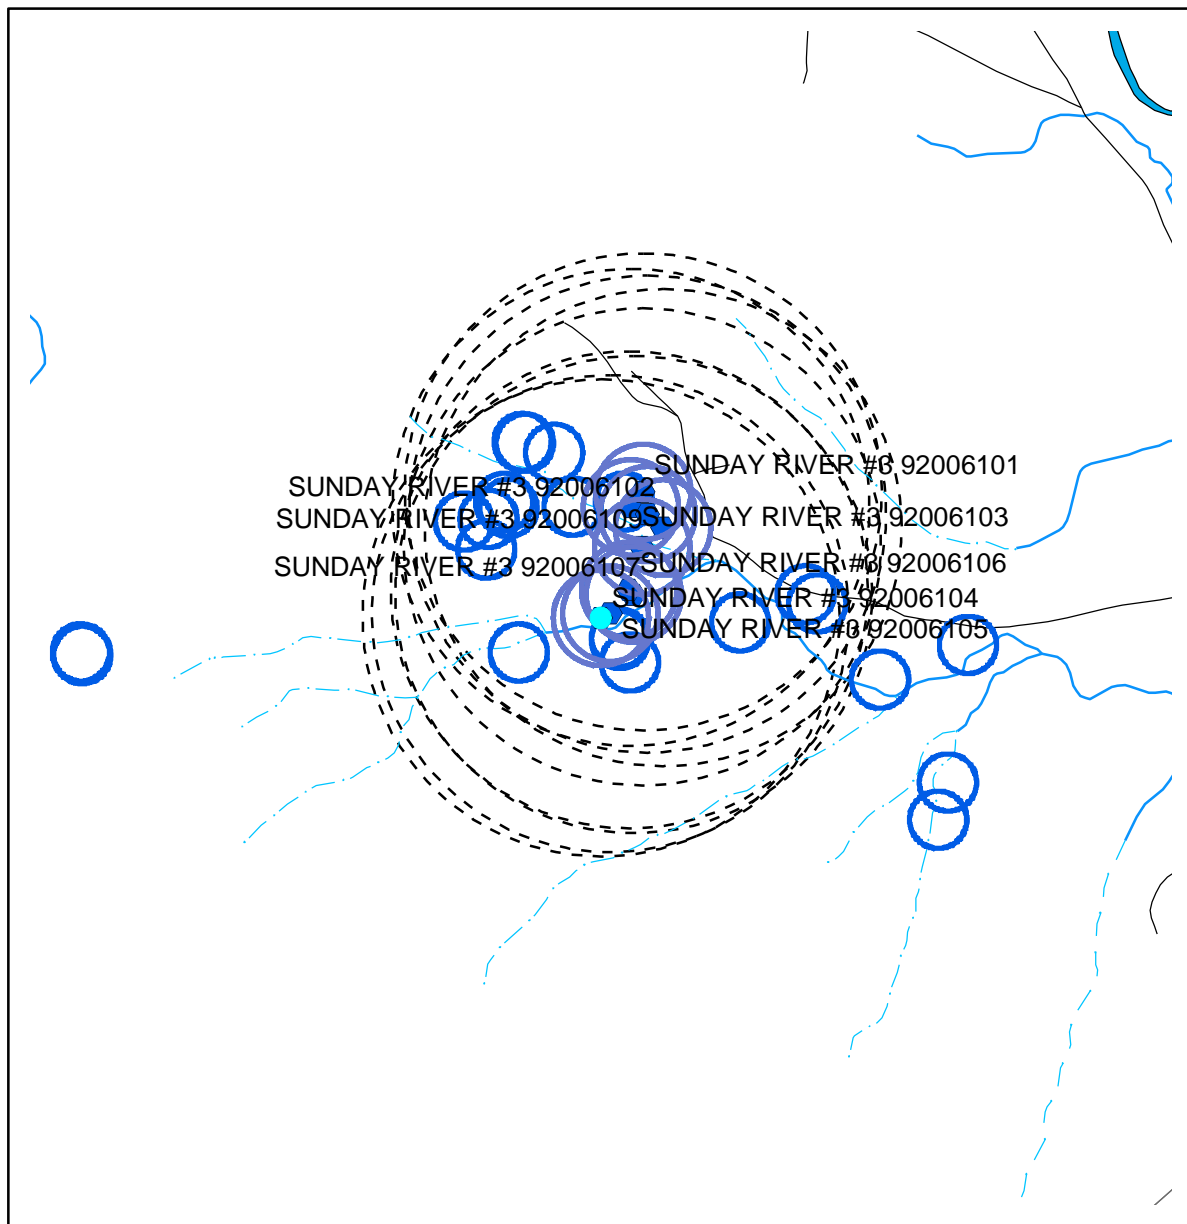 SUNDAY RIVER #3 92006101
SUNDAY RIVER #3 92006102
SUNDAY RIVER #3 92006109
SUNDAY RIVER #3 92006103
SUNDAY RIVER #3 92006107
SUNDAY RIVER #3 92006106
SUNDAY RIVER #3 92006104
SUNDAY RIVER #3 92006105